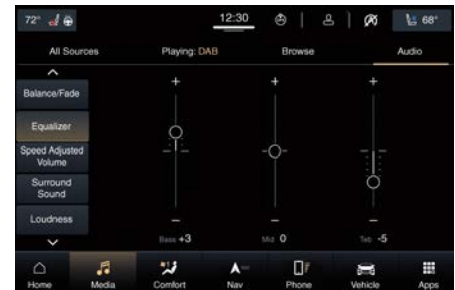 72°
12:30
68°
All Sources
Playing: DAB
Browse
Audio
Balance/Fade
Equalizer
Speed Adjusted
Volume
Surround
Sound
Loudness
+
+
+
−
−
−
Bass +3
Mid 0
Treb -5
Home
Media
Comfort
Nav
Phone
Vehicle
Apps